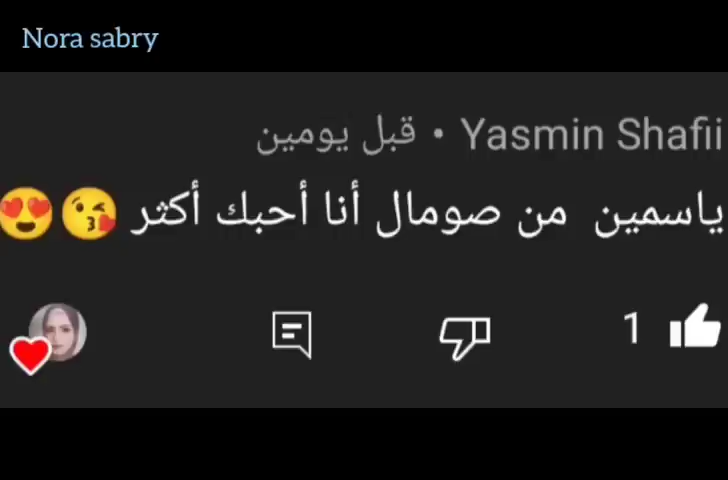 Nora sabry
Yasmin Shafii • قبل يومين
ياسمين من صومال أنا أحبك أكثر 😘😍
1